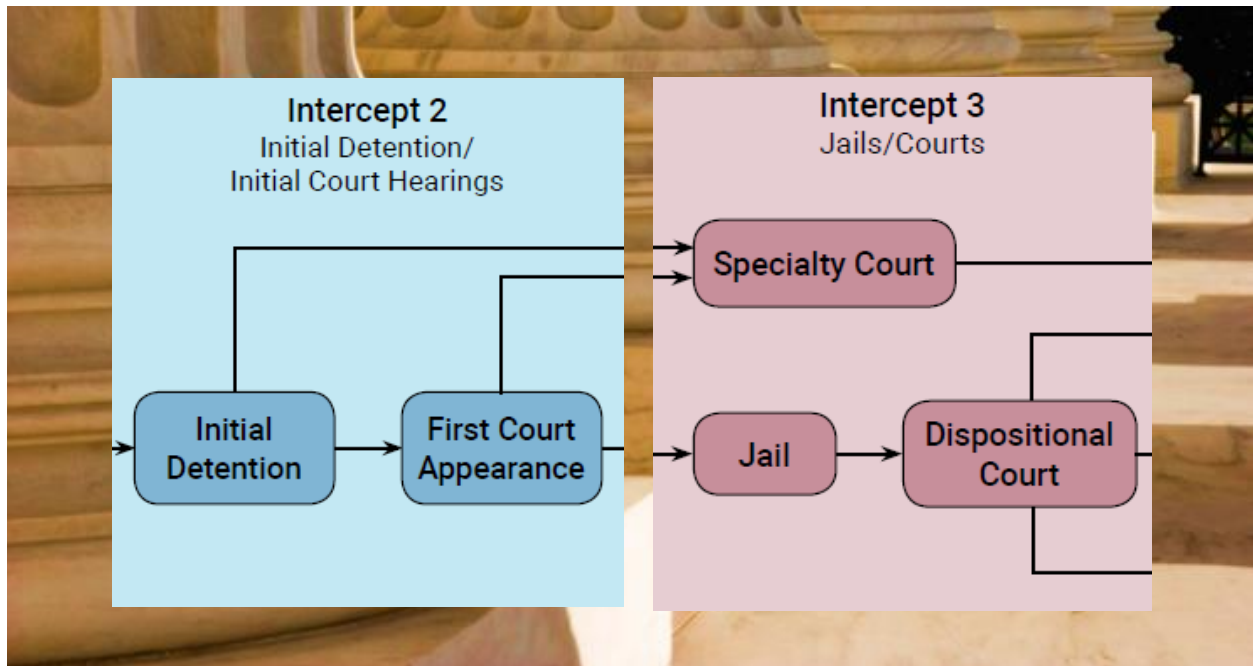 Intercept 2
Initial Detention/
Initial Court Hearings
Initial
Detention
First Court
Appearance
Intercept 3
Jails/Courts
Specialty Court
Jail
Dispositional
Court